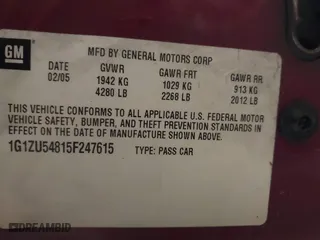 GM
MFD BY GENERAL MOTORS CORP
DATE GVWR GAWR FRT GAWR RR
02/05 1942 KG 1029 KG 913 KG
4280 LB 2268 LB 2012 LB
THIS VEHICLE CONFORMS TO ALL APPLICABLE U.S. FEDERAL MOTOR
VEHICLE SAFETY, BUMPER, AND THEFT PREVENTION STANDARDS IN
EFFECT ON THE DATE OF MANUFACTURE SHOWN ABOVE.
1G1ZU54815F247615 TYPE: PASS CAR
DREAMBID